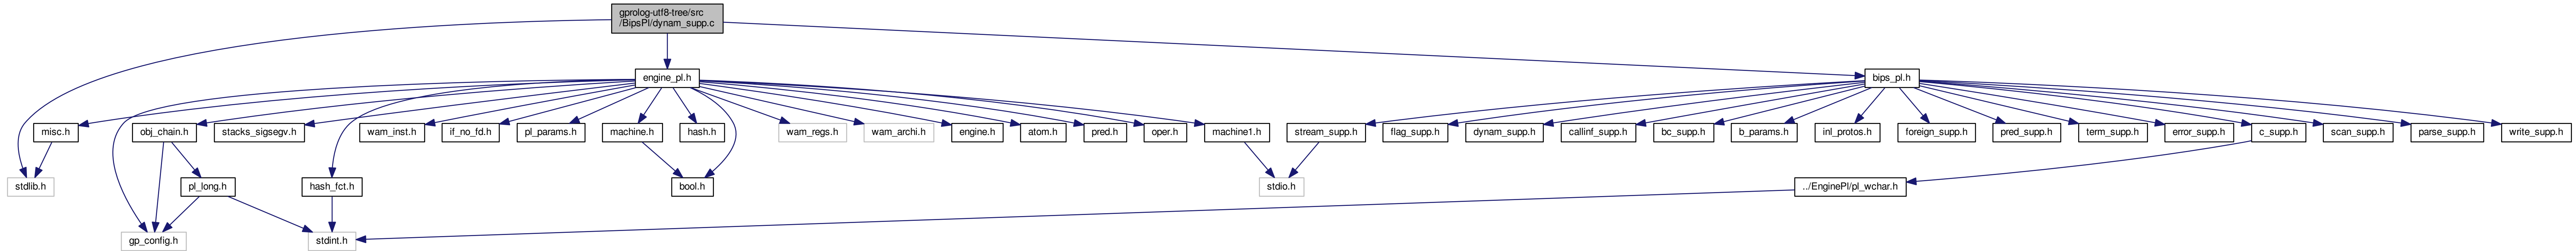 gprolog-utf8-tree/src
/BipsPl/dynam_supp.c
engine_pl.h
bips_pl.h
misc.h
obj_chain.h
stacks_sigsegv.h
wam_inst.h
if_no_fd.h
pl_params.h
machine.h
hash.h
wam_regs.h
wam_archi.h
engine.h
atom.h
pred.h
oper.h
machine1.h
stream_supp.h
flag_supp.h
dynam_supp.h
callinf_supp.h
bc_supp.h
b_params.h
inl_protos.h
foreign_supp.h
pred_supp.h
term_supp.h
error_supp.h
c_supp.h
scan_supp.h
parse_supp.h
write_supp.h
stdlib.h
pl_long.h
hash_fct.h
bool.h
stdio.h
../EnginePl/pl_wchar.h
gp_config.h
stdint.h